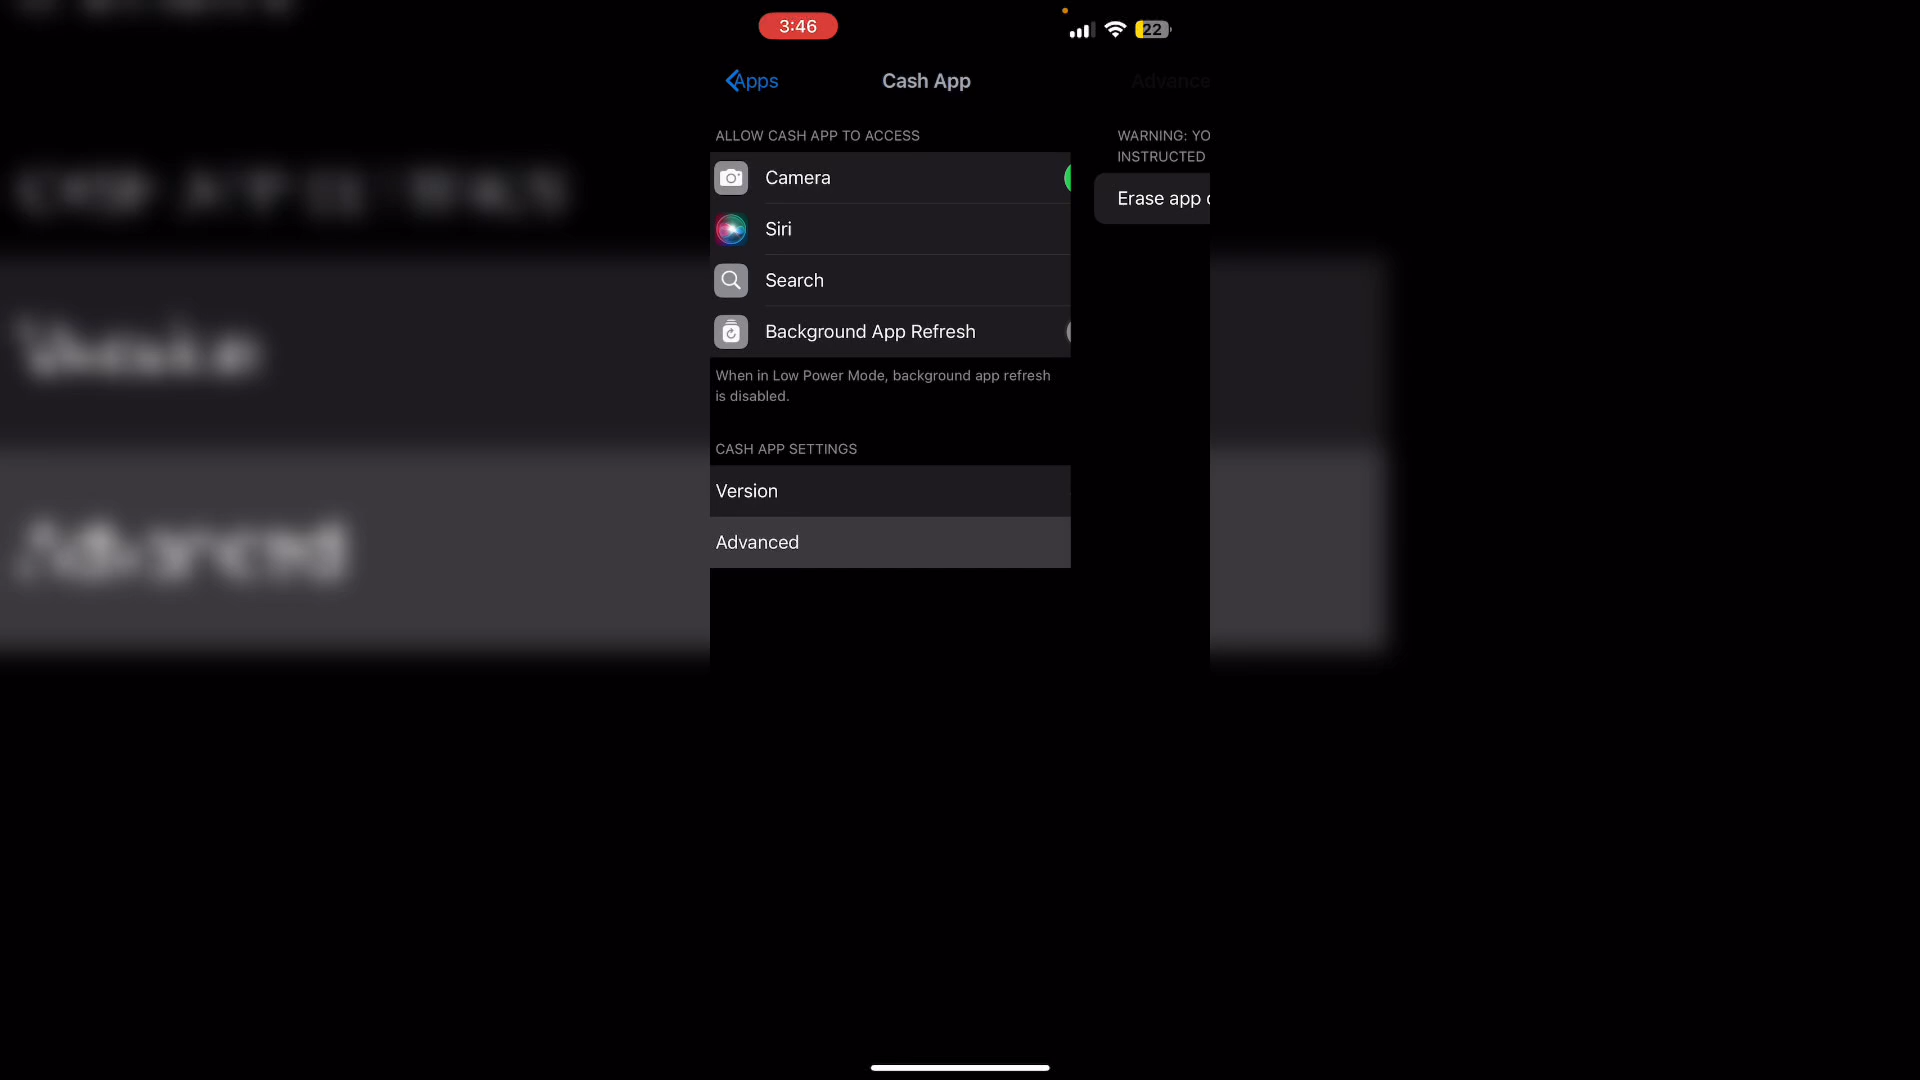 3:46
22
Apps
Cash App
Advance
ALLOW CASH APP TO ACCESS
Camera
Siri
Search
Background App Refresh
When in Low Power Mode, background app refresh
is disabled.
CASH APP SETTINGS
Version
Advanced
WARNING: YO
INSTRUCTED
Erase app